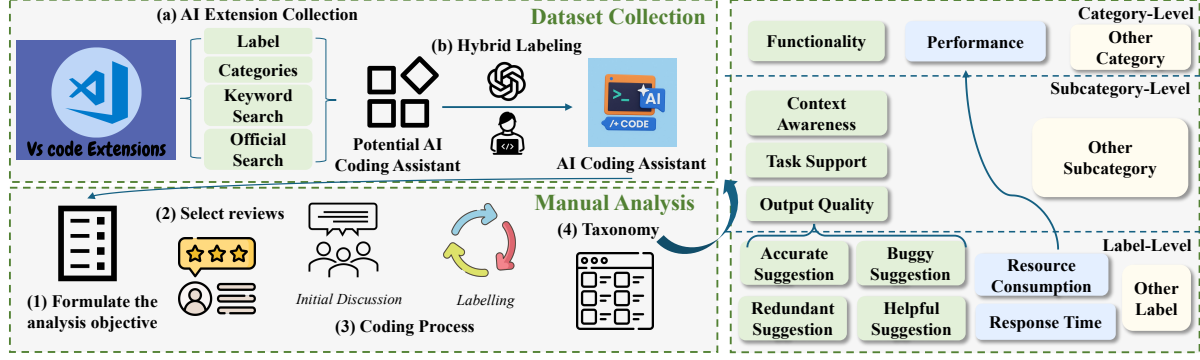 (a) AI Extension Collection
Dataset Collection
Vs code Extensions
Label
Categories
Keyword
Search
Official
Search
Potential AI
Coding Assistant
(b) Hybrid Labeling
</>
>_
AI
/+ CODE
AI Coding Assistant
Manual Analysis
(1) Formulate the
analysis objective
(2) Select reviews
Initial Discussion
Labelling
(3) Coding Process
(4) Taxonomy
Category-Level
Functionality
Performance
Other
Category
Subcategory-Level
Context
Awareness
Task Support
Output Quality
Other
Subcategory
Label-Level
Accurate
Suggestion
Buggy
Suggestion
Redundant
Suggestion
Helpful
Suggestion
Resource
Consumption
Response Time
Other
Label